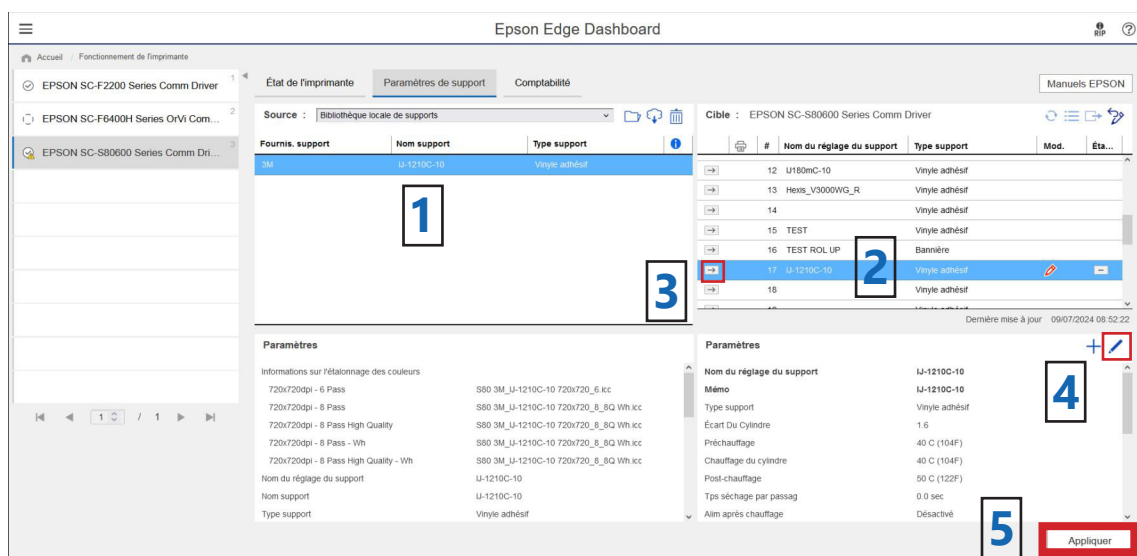 Epson Edge Dashboard
RIP
Accueil / Fonctionnement de l'imprimante
EPSON SC-F2200 Series Comm Driver 1
EPSON SC-F6400H Series OrVi Com... 2
EPSON SC-S80600 Series Comm Dri... 3
1 / 1
État de l'imprimante Paramètres de support Comptabilité Manuels EPSON
Source : Bibliothèque locale de supports
Fournis. support Nom support Type support
3M IJ-1210C-10 Vinyle adhésif
1
Cible : EPSON SC-S80600 Series Comm Driver
# Nom du réglage du support Type support Mod. Éta...
12 IJ180mC-10 Vinyle adhésif
13 Hexis_V3000WG_R Vinyle adhésif
14 Vinyle adhésif
15 TEST Vinyle adhésif
16 TEST ROL UP Bannière
17 IJ-1210C-10 Vinyle adhésif
18 Vinyle adhésif
2
3
Dernière mise à jour 09/07/2024 08:52:22
Paramètres
Informations sur l'étalonnage des couleurs
720x720dpi - 6 Pass S80 3M_IJ-1210C-10 720x720_6.icc
720x720dpi - 8 Pass S80 3M_IJ-1210C-10 720x720_8_8Q Wh.icc
720x720dpi - 8 Pass High Quality S80 3M_IJ-1210C-10 720x720_8_8Q Wh.icc
720x720dpi - 8 Pass - Wh S80 3M_IJ-1210C-10 720x720_8_8Q Wh.icc
720x720dpi - 8 Pass High Quality - Wh S80 3M_IJ-1210C-10 720x720_8_8Q Wh.icc
Nom du réglage du support IJ-1210C-10
Nom support IJ-1210C-10
Type support Vinyle adhésif
Paramètres
Nom du réglage du support IJ-1210C-10
Mémo IJ-1210C-10
Type support Vinyle adhésif
Écart Du Cylindre 1.6
Préchauffage 40 C (104F)
Chauffage du cylindre 40 C (104F)
Post-chauffage 50 C (122F)
Tps séchage par passag 0.0 sec
Alim après chauffage Désactivé
4
5
Appliquer